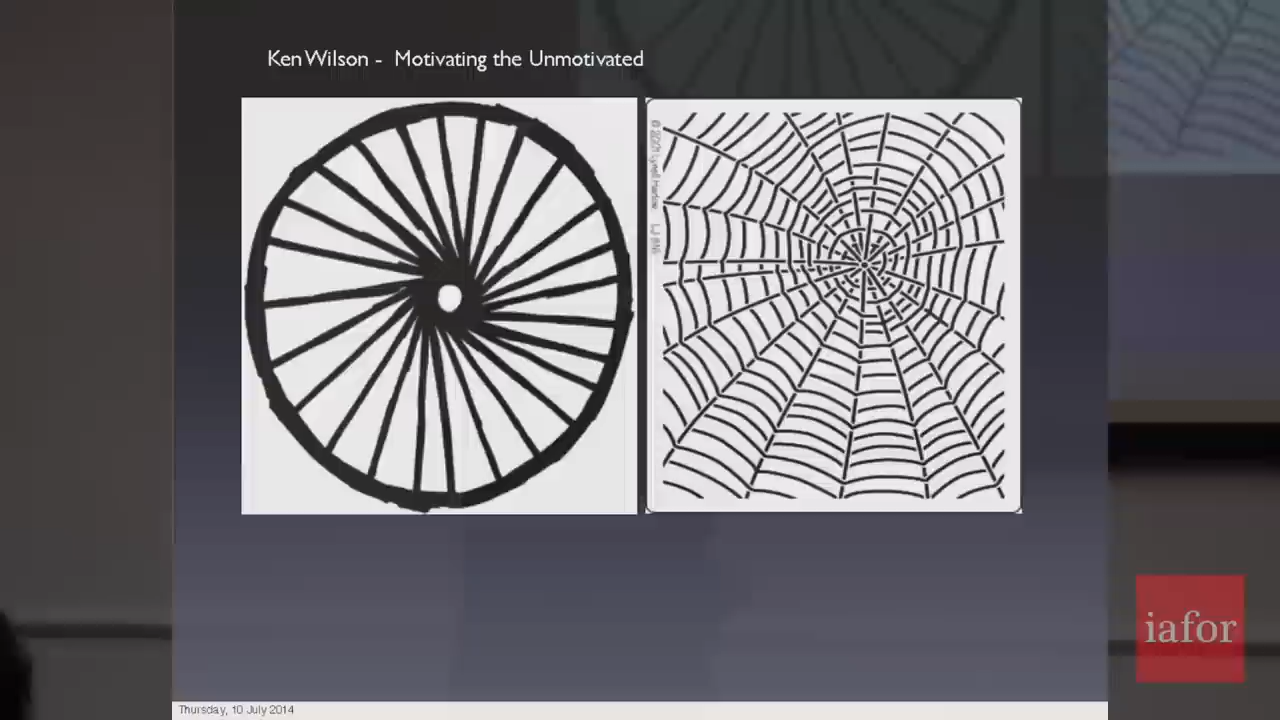 Ken Wilson - Motivating the Unmotivated
iafor
Thursday, 10 July 2014